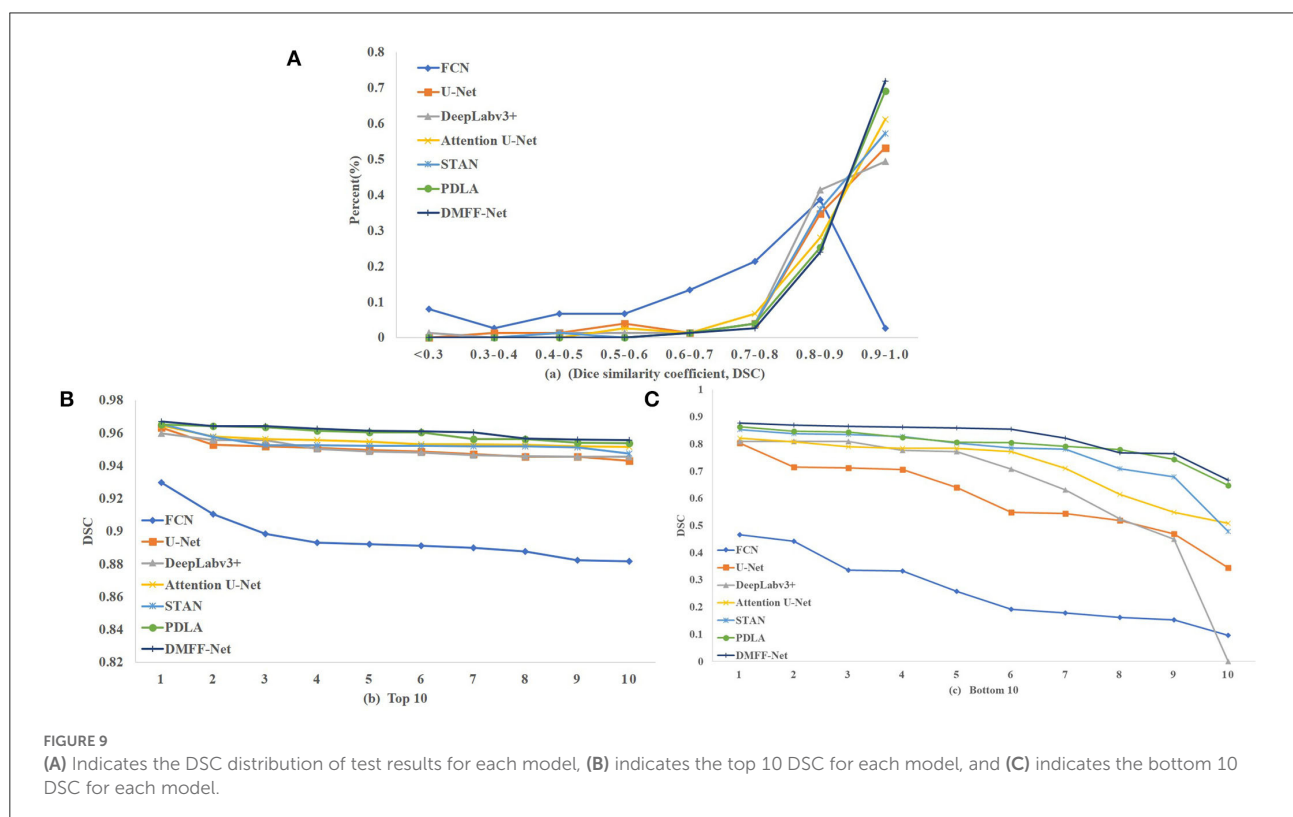 A
0.8
0.7
0.6
0.5
0.4
0.3
0.2
0.1
0
Percent(%)
FCN
U-Net
DeepLabv3+
Attention U-Net
STAN
PDLA
DMFF-Net
<0.3 0.3-0.4 0.4-0.5 0.5-0.6 0.6-0.7 0.7-0.8 0.8-0.9 0.9-1.0
(a) (Dice similarity coefficient, DSC)
B
0.98
0.96
0.94
0.92
0.9
0.88
0.86
0.84
0.82
DSC
FCN
U-Net
DeepLabv3+
Attention U-Net
STAN
PDLA
DMFF-Net
1 2 3 4 5 6 7 8 9 10
(b) Top 10
C
1
0.9
0.8
0.7
0.6
0.5
0.4
0.3
0.2
0.1
0
DSC
FCN
U-Net
DeepLabv3+
Attention U-Net
STAN
PDLA
DMFF-Net
1 2 3 4 5 6 7 8 9 10
(c) Bottom 10
FIGURE 9
(A) Indicates the DSC distribution of test results for each model, (B) indicates the top 10 DSC for each model, and (C) indicates the bottom 10
DSC for each model.